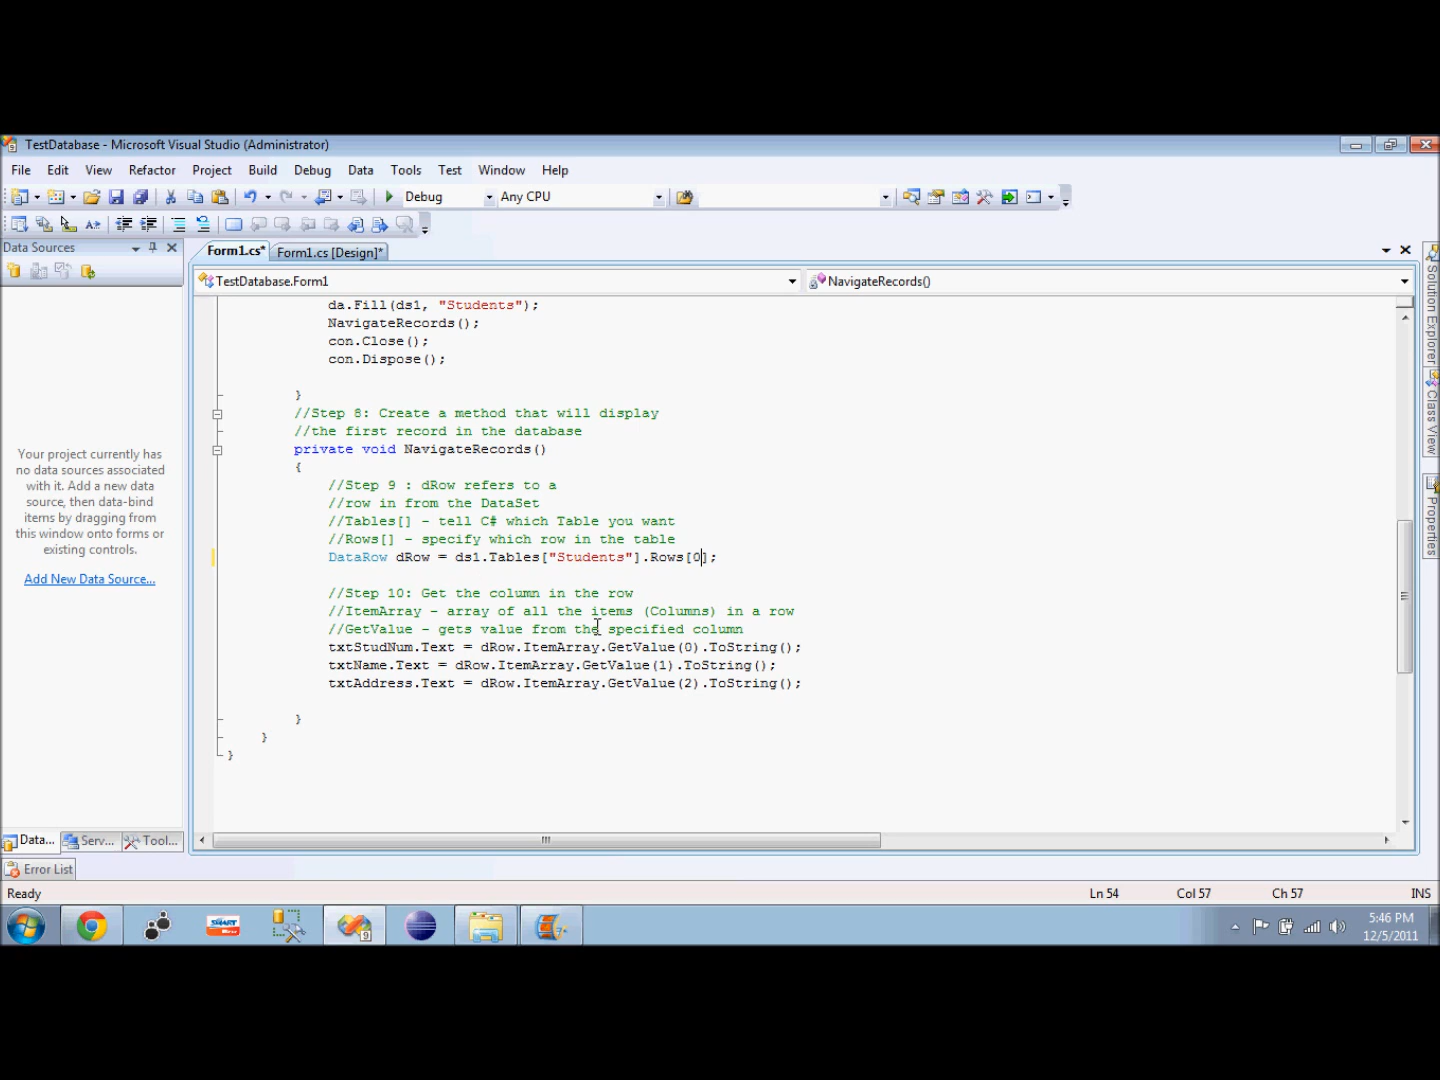 TestDatabase - Microsoft Visual Studio (Administrator)
File Edit View Refactor Project Build Debug Data Tools Test Window Help
Debug Any CPU
Data Sources
Form1.cs* Form1.cs [Design]*
TestDatabase.Form1 NavigateRecords()
da.Fill(ds1, "Students");
NavigateRecords();
con.Close();
con.Dispose();
}
//Step 8: Create a method that will display
//the first record in the database
private void NavigateRecords()
{
//Step 9 : dRow refers to a
//row in from the DataSet
//Tables[] - tell C# which Table you want
//Rows[] - specify which row in the table
DataRow dRow = ds1.Tables["Students"].Rows[0];
//Step 10: Get the column in the row
//ItemArray - array of all the items (Columns) in a row
//GetValue - gets value from the specified column
txtStudNum.Text = dRow.ItemArray.GetValue(0).ToString();
txtName.Text = dRow.ItemArray.GetValue(1).ToString();
txtAddress.Text = dRow.ItemArray.GetValue(2).ToString();
}
}
}
Your project currently has
no data sources associated
with it. Add a new data
source, then data-bind
items by dragging from
this window onto forms or
existing controls.
Add New Data Source...
Data... Serv... Tool...
Solution Explorer
Class View
Properties
Error List
Ready Ln 54 Col 57 Ch 57 INS
SMART
9
5:46 PM
12/5/2011